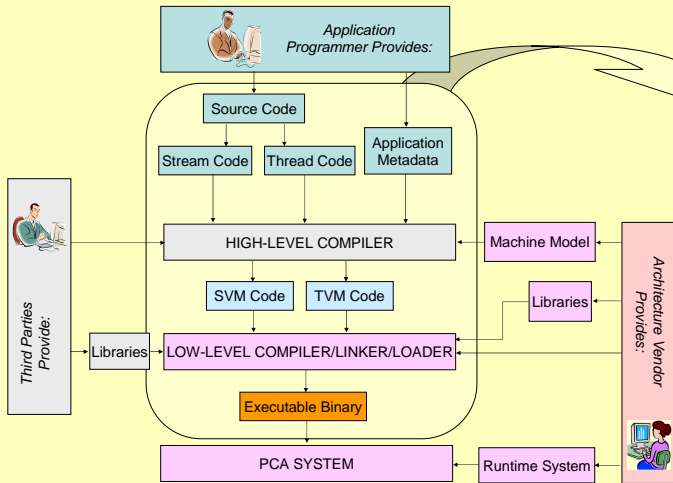 Application
Programmer Provides:
Source Code
Stream Code
Thread Code
Application
Metadata
HIGH-LEVEL COMPILER
Machine Model
SVM Code
TVM Code
Libraries
Third Parties
Provide:
Libraries
LOW-LEVEL COMPILER/LINKER/LOADER
Architecture Vendor
Provides:
Executable Binary
PCA SYSTEM
Runtime System